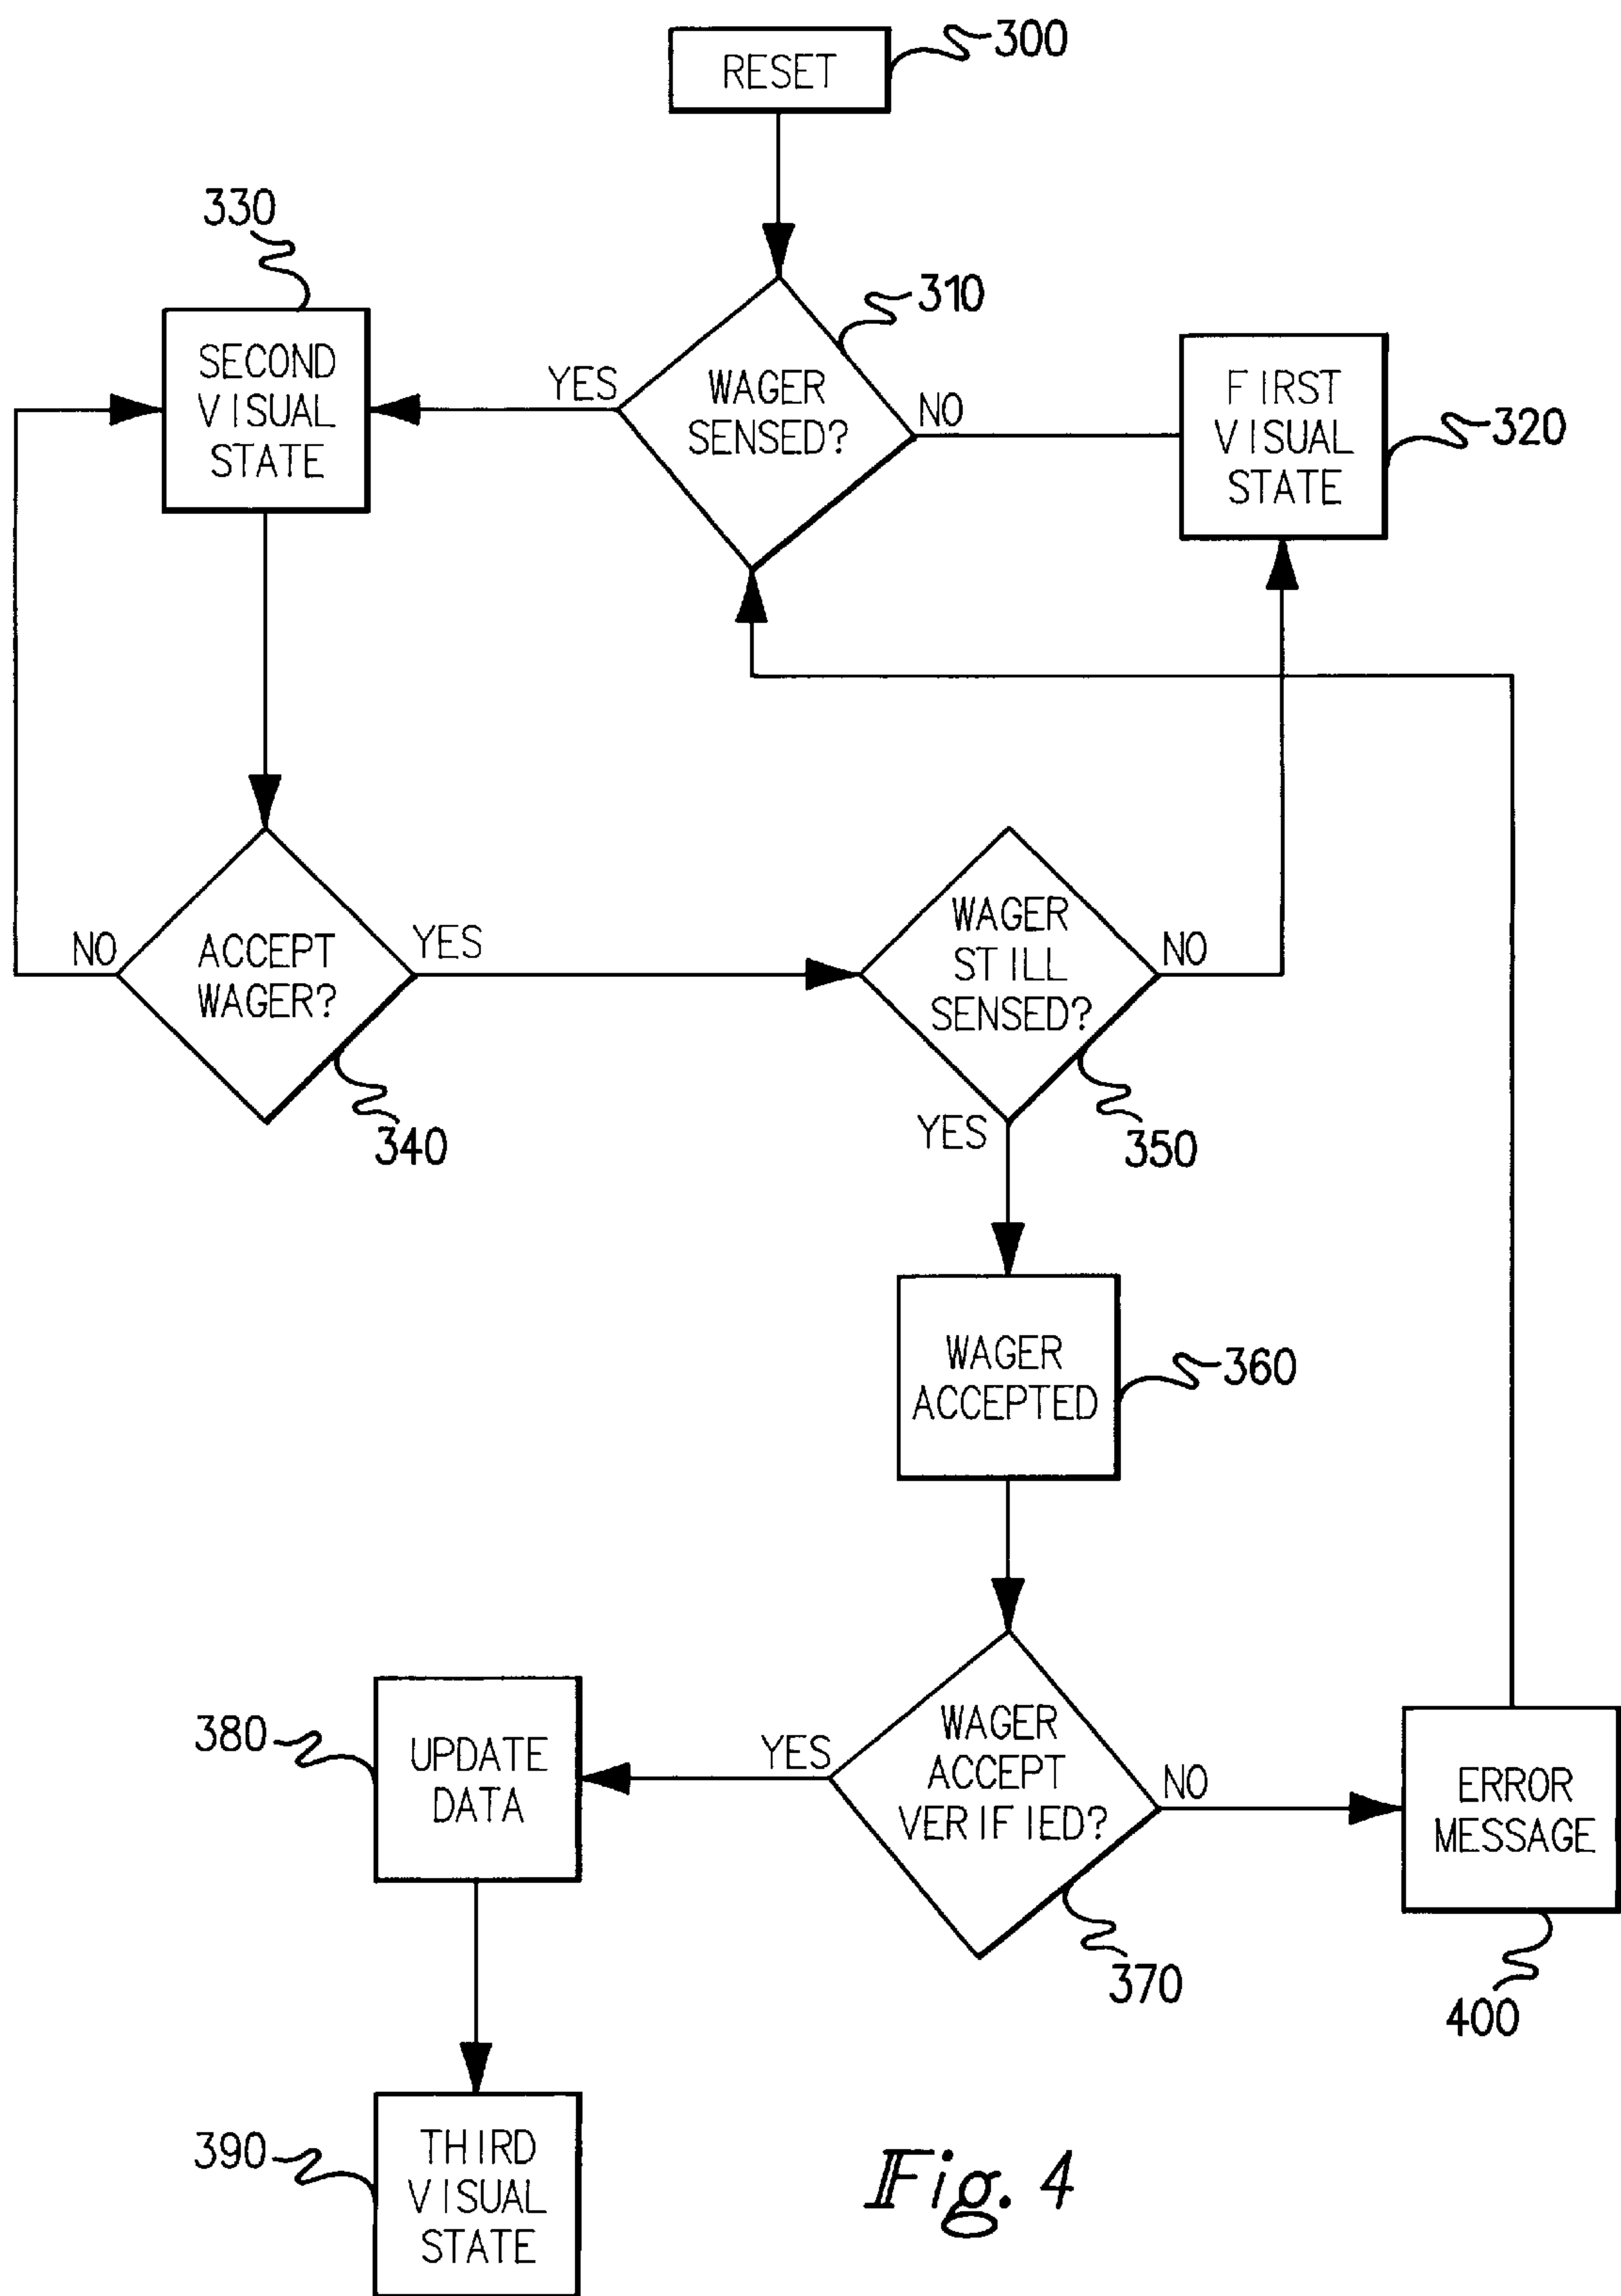 RESET
300
330
310
SECOND
VISUAL
STATE
YES
WAGER
SENSED?
NO
FIRST
VISUAL
STATE
320
NO
ACCEPT
WAGER?
YES
340
WAGER
STILL
SENSED?
NO
YES
350
WAGER
ACCEPTED
360
380
UPDATE
DATA
YES
WAGER
ACCEPT
VERIFIED?
NO
370
ERROR
MESSAGE
400
390
THIRD
VISUAL
STATE
Fig. 4